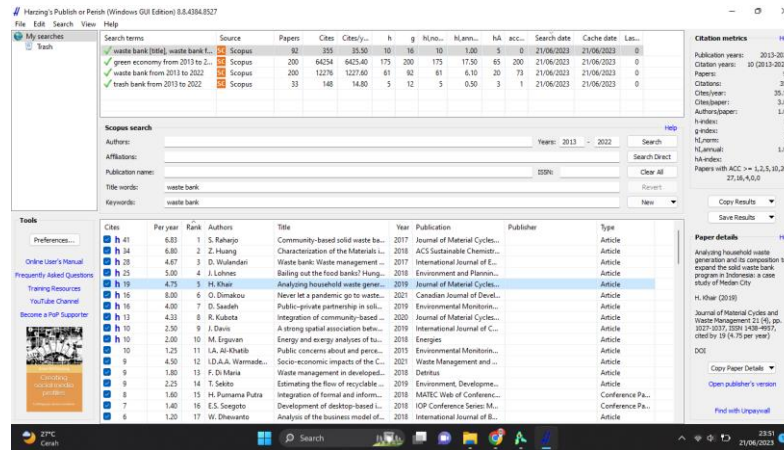 Harzing's Publish or Perish (Windows GUI Edition) 8.8.4384.8527
File Edit Search View Help
My searches
Trash
Search terms Source Papers Cites Cites/y... h g hI,no... hI,ann... hA acc... Search date Cache date Las...
waste bank [title], waste bank f... Scopus 92 355 35.50 10 16 10 1.00 5 0 21/06/2023 21/06/2023 0
green economy from 2013 to 2... Scopus 200 64254 6425.40 175 200 175 17.50 65 200 21/06/2023 21/06/2023 0
waste bank from 2013 to 2022 Scopus 200 12276 1227.60 61 92 61 6.10 20 73 21/06/2023 21/06/2023 0
trash bank from 2013 to 2022 Scopus 33 148 14.80 5 12 5 0.50 3 1 21/06/2023 21/06/2023 0
Scopus search Help
Authors: Years: 2013 - 2022 Search
Affiliations: Search Direct
Publication name: ISSN: Clear All
Title words: waste bank Revert
Keywords: waste bank New
Tools
Preferences...
Online User's Manual
Frequently Asked Questions
Training Resources
YouTube Channel
Become a PoP Supporter
Creating social media profiles
Cites Per year Rank Authors Title Year Publication Publisher Type
h 41 6.83 1 S. Raharjo Community-based solid waste ba... 2017 Journal of Material Cycles... Article
h 34 6.80 2 Z. Huang Characterization of the Materials i... 2018 ACS Sustainable Chemistr... Article
h 28 4.67 3 D. Wulandari Waste bank: Waste manageme... 2017 International Journal of E... Article
h 25 5.00 4 J. Lohnes Bailing out the food banks? Hung... 2018 Environment and Plannin... Article
h 19 4.75 5 H. Khair Analyzing household waste gener... 2019 Journal of Material Cycles... Article
h 16 8.00 6 O. Dimakou Never let a pandemic go to waste... 2021 Canadian Journal of Devel... Article
h 16 4.00 7 D. Saadeh Public–private partnership in soli... 2019 Environmental Monitorin... Article
h 13 4.33 8 R. Kubota Integration of community-based ... 2020 Journal of Material Cycles... Article
h 10 2.50 9 J. Davis A strong spatial association betw... 2019 International Journal of C... Article
h 10 2.00 10 M. Erguvan Energy and exergy analyses of tu... 2018 Energies Article
10 1.25 11 I.A. Al-Khatib Public concerns about and perce... 2015 Environmental Monitorin... Article
9 4.50 12 I.D.A.A. Warmade... Socio-economic impacts of the C... 2021 Waste Management and ... Article
9 1.80 13 F. Di Maria Waste management in developed... 2018 Detritus Article
9 2.25 14 T. Sekito Estimating the flow of recyclable ... 2019 Environment, Developme... Article
8 1.60 15 H. Purnama Putra Integration of formal and inform... 2018 MATEC Web of Conferenc... Conference Pa...
7 1.40 16 E.S. Soegoto Development of desktop-based i... 2018 IOP Conference Series: M... Conference Pa...
6 1.20 17 W. Dhewanto Analysis of the business model of... 2018 International Journal of B... Article
Citation metrics
Publication years: 2013-20
Citation years: 10 (2013-202
Papers:
Cites:
Cites/year: 35.
Cites/paper: 3.
Authors/paper: 1.
h-index:
g-index:
hI,norm:
hI,annual: 1.
hA-index:
Papers with ACC >= 1,2,5,10,2
27,16,4,0,0
Copy Results
Save Results
Paper details
Analyzing household waste
generation and its composition t
expand the solid waste bank
program in Indonesia: a case
study of Medan City
H. Khair (2019)
Journal of Material Cycles and
Waste Management 21 (4), pp.
1027-1037, ISSN 1438-4957,
cited by 19 (4.75 per year)
DOI
Copy Paper Details
Open publisher's version
Find with Unpaywall
27°C
Cerah
Search
23:51
21/06/2023